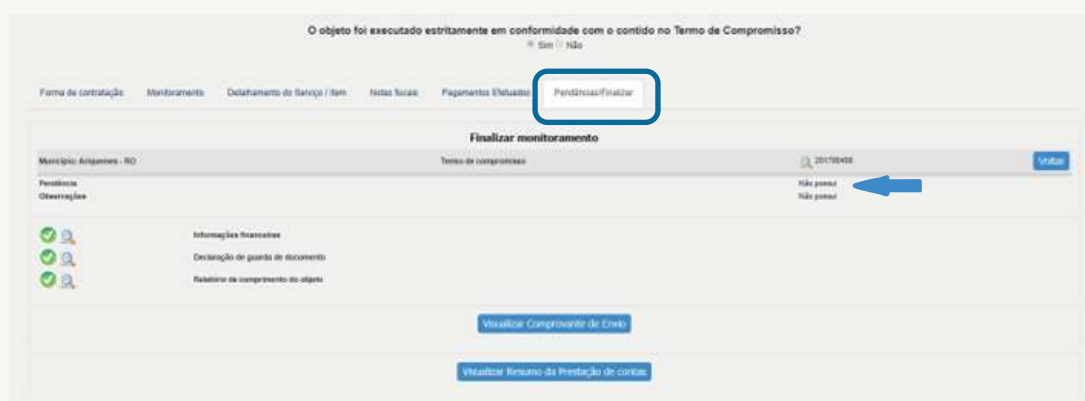 O objeto foi executado estritamente em conformidade com o contido no Termo de Compromisso?
Sim Não
Forma de contratação Monitoramento Detalhamento do Serviço / Item Notas fiscais Pagamentos Efetuados Pendências/Finalizar
Finalizar monitoramento
Município: Ariquemes - RO Termo de compromisso: Voltar
Pendência Não possui
Observações Não possui
Informações financeiras
Declaração de guarda de documento
Relatório de cumprimento do objeto
Visualizar Comprovante de Envio
Visualizar Resumo da Prestação de contas